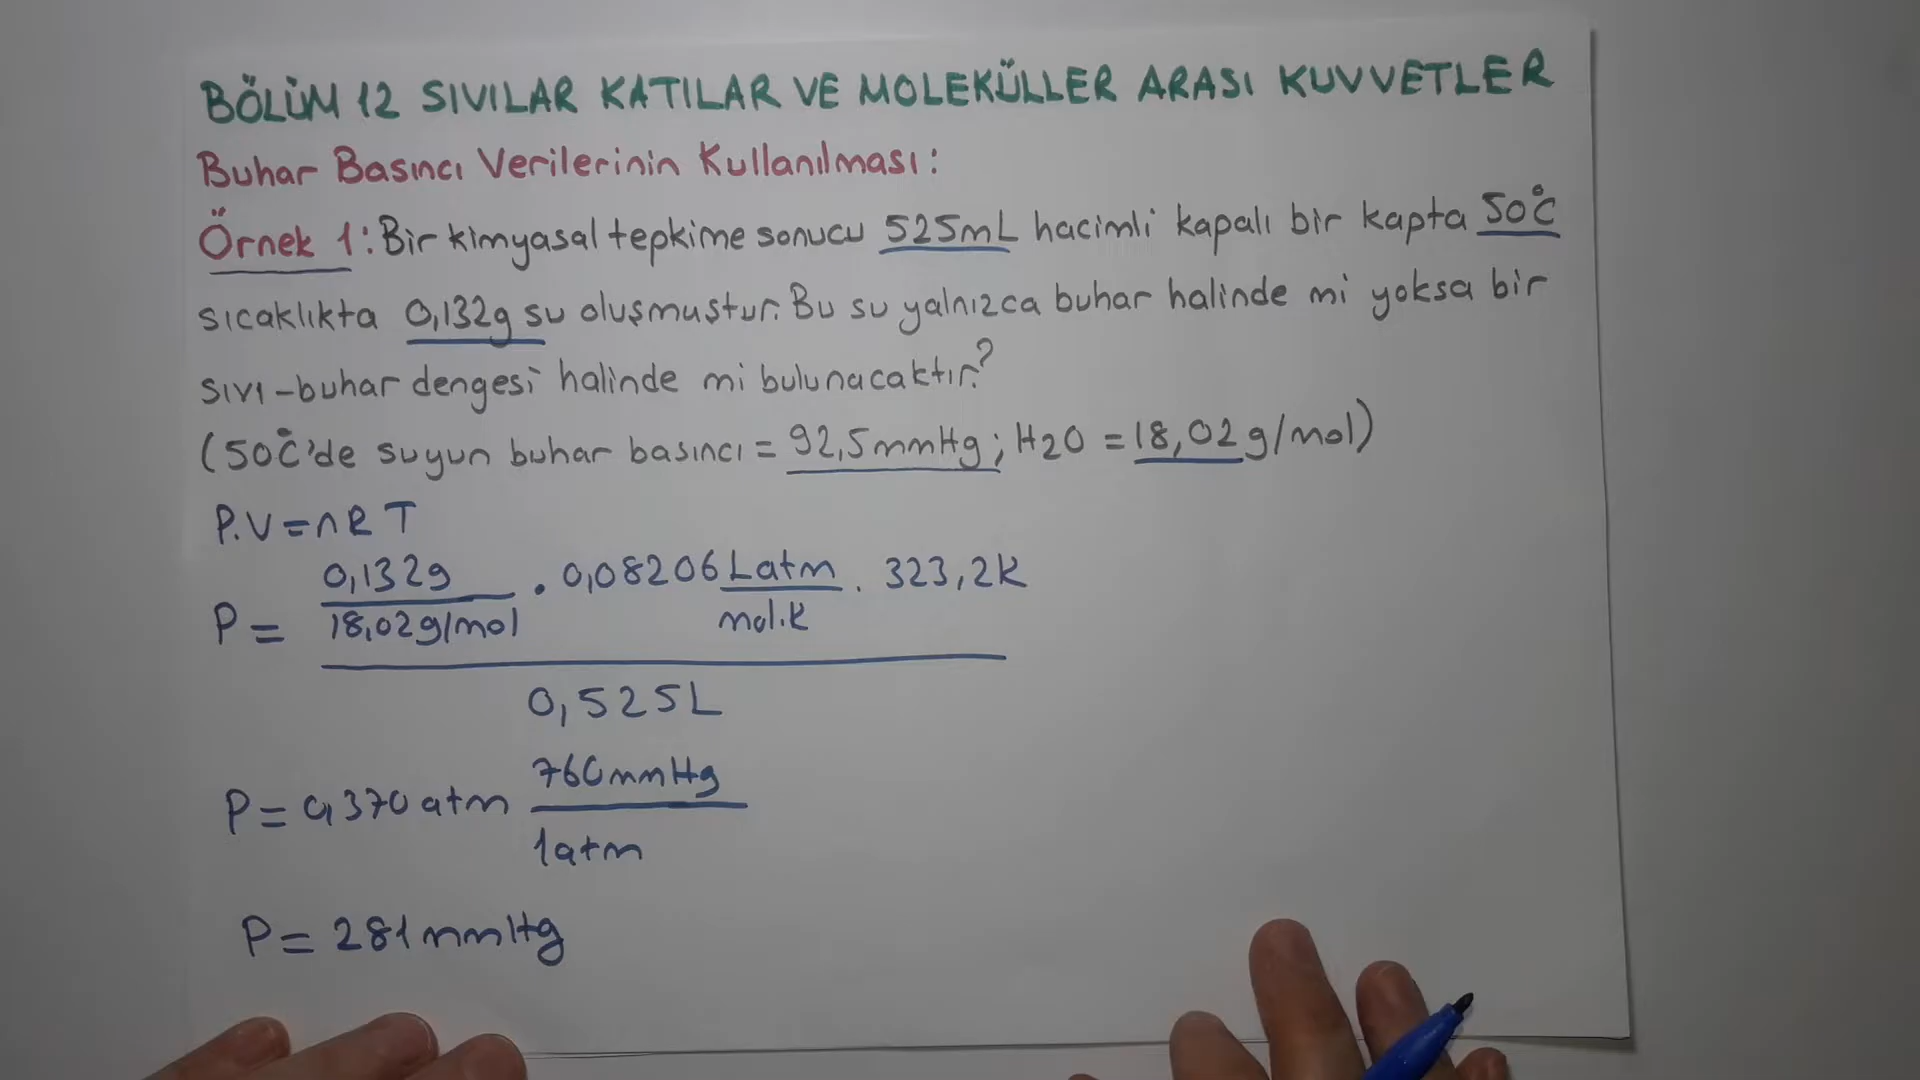 BÖLÜM 12 SIVILAR KATILAR VE MOLEKÜLLER ARASI KUVVETLER
Buhar Basıncı Verilerinin Kullanılması:
Örnek 1: Bir kimyasal tepkime sonucu 525mL hacimli kapalı bir kapta 50°C
sıcaklıkta 0,132g su oluşmuştur. Bu su yalnızca buhar halinde mi yoksa bir
sıvı-buhar dengesi halinde mi bulunacaktır?
(50°C'de suyun buhar basıncı = 92,5mmHg; H2O = 18,02g/mol)
P.V=nRT
0,132g . 0,08206 Latm . 323,2K
P = 18,02g/mol mol.K
0,525L
760mmHg
P = 0,370 atm
1atm
P = 281mmHg